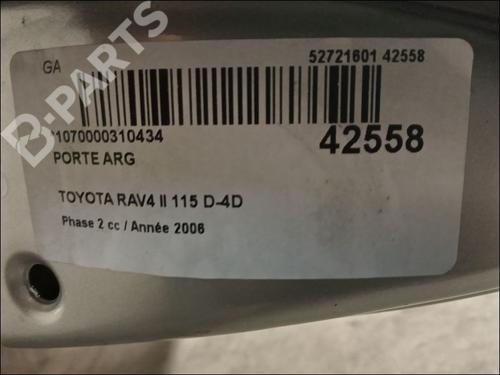 GA
52721601 42558
*1070000310434
42558
PORTE ARG
TOYOTA RAV4 II 115 D-4D
Phase 2 cc / Année 2006
B-PARTS